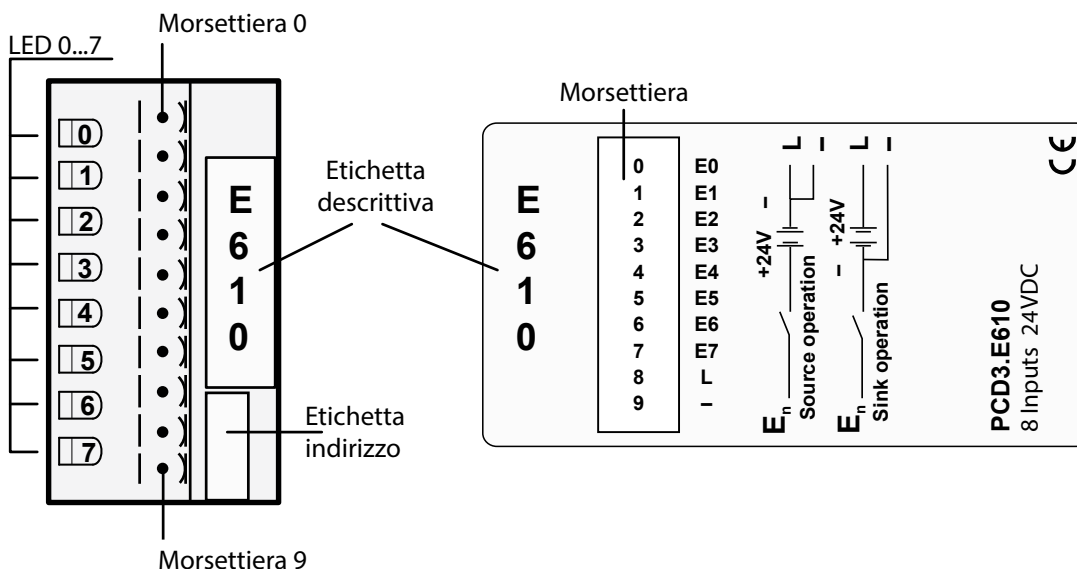 Morsettiera 0
LED 0...7
0
1
2
3
4
5
6
7
E
6
1
0
Etichetta
descrittiva
Etichetta
indirizzo
Morsettiera 9
Morsettiera
E
6
1
0
0 E0
1 E1
2 E2
3 E3
4 E4
5 E5
6 E6
7 E7
8 L
9 –
L –
+24V –
En
Source operation
L –
– +24V
En
Sink operation
PCD3.E610
8 Inputs 24VDC
CE